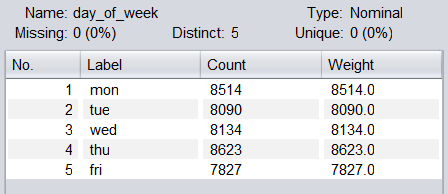 Name: day_of_week Type: Nominal
Missing: 0 (0%) Distinct: 5 Unique: 0 (0%)
No. Label Count Weight
1 mon 8514 8514.0
2 tue 8090 8090.0
3 wed 8134 8134.0
4 thu 8623 8623.0
5 fri 7827 7827.0